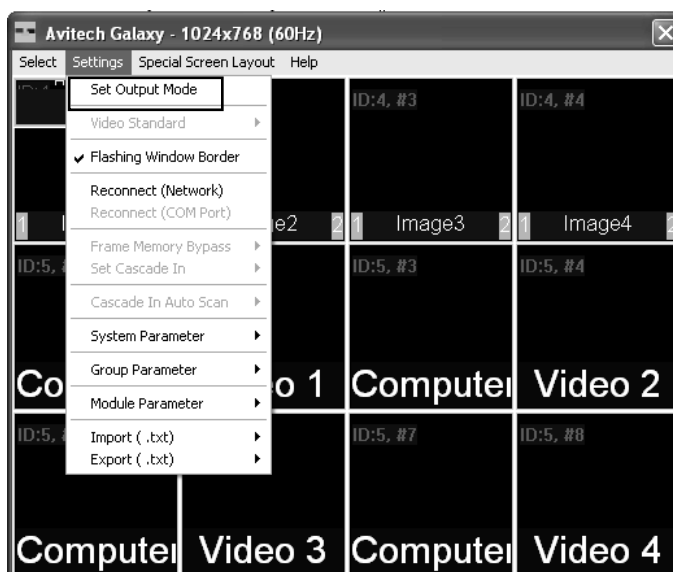 Avitech Galaxy - 1024x768 (60Hz)
Select Settings Special Screen Layout Help
Set Output Mode
Video Standard
Flashing Window Border
Reconnect (Network)
Reconnect (COM Port)
Frame Memory Bypass
Set Cascade In
Cascade In Auto Scan
System Parameter
Group Parameter
Module Parameter
Import ( .txt)
Export ( .txt)
ID:4, #3
ID:4, #4
1
2 1 Image3 2 1 Image4 2
ID:5,
ID:5, #3
ID:5, #4
Co
o 1
Computer
Video 2
ID:5,
ID:5, #7
ID:5, #8
Computer
Video 3
Computer
Video 4